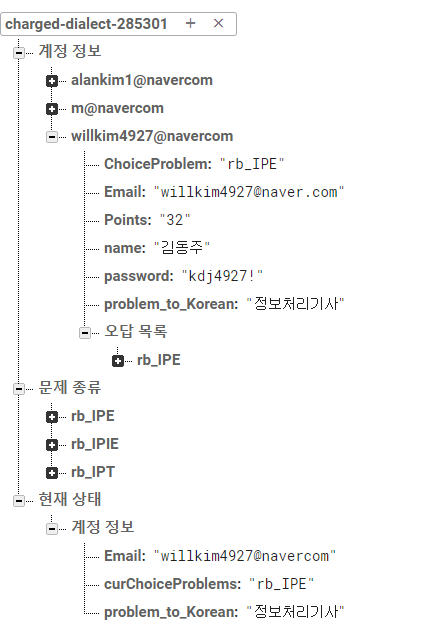 charged-dialect-285301 + ×
계정 정보
alankim1@navercom
m@navercom
willkim4927@navercom
ChoiceProblem: "rb_IPE"
Email: "willkim4927@naver.com"
Points: "32"
name: "김동주"
password: "kdj4927!"
problem_to_Korean: "정보처리기사"
오답 목록
rb_IPE
문제 종류
rb_IPE
rb_IPIE
rb_IPT
현재 상태
계정 정보
Email: "willkim4927@navercom"
curChoiceProblems: "rb_IPE"
problem_to_Korean: "정보처리기사"